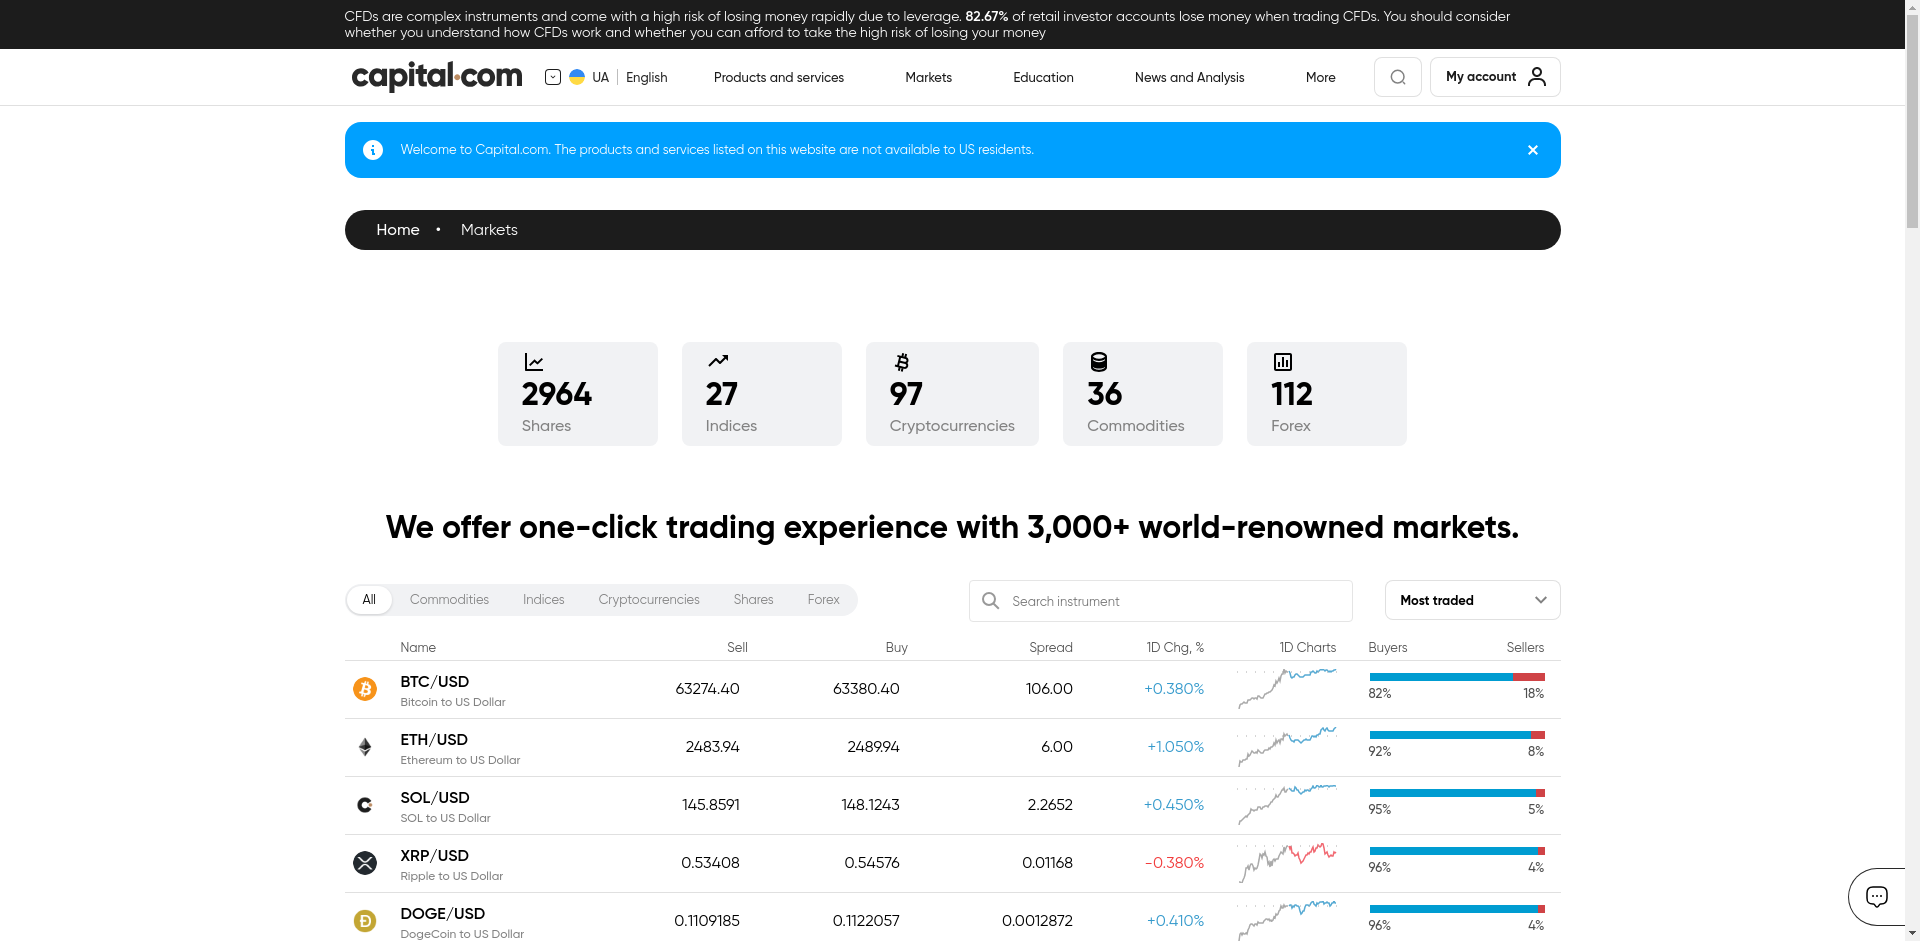 CFDs are complex instruments and come with a high risk of losing money rapidly due to leverage. 82.67% of retail investor accounts lose money when trading CFDs. You should consider
whether you understand how CFDs work and whether you can afford to take the high risk of losing your money
capital.com UA English Products and services Markets Education News and Analysis More My account
Welcome to Capital.com. The products and services listed on this website are not available to US residents.
Home • Markets
2964 27 97 36 112
Shares Indices Cryptocurrencies Commodities Forex
We offer one-click trading experience with 3,000+ world-renowned markets.
All Commodities Indices Cryptocurrencies Shares Forex Search instrument Most traded
Name Sell Buy Spread 1D Chg, % 1D Charts Buyers Sellers
BTC/USD 63274.40 63380.40 106.00 +0.380% 82% 18%
Bitcoin to US Dollar
ETH/USD 2483.94 2489.94 6.00 +1.050% 92% 8%
Ethereum to US Dollar
SOL/USD 145.8591 148.1243 2.2652 +0.450% 95% 5%
SOL to US Dollar
XRP/USD 0.53408 0.54576 0.01168 -0.380% 96% 4%
Ripple to US Dollar
DOGE/USD 0.1109185 0.1122057 0.0012872 +0.410% 96% 4%
DogeCoin to US Dollar